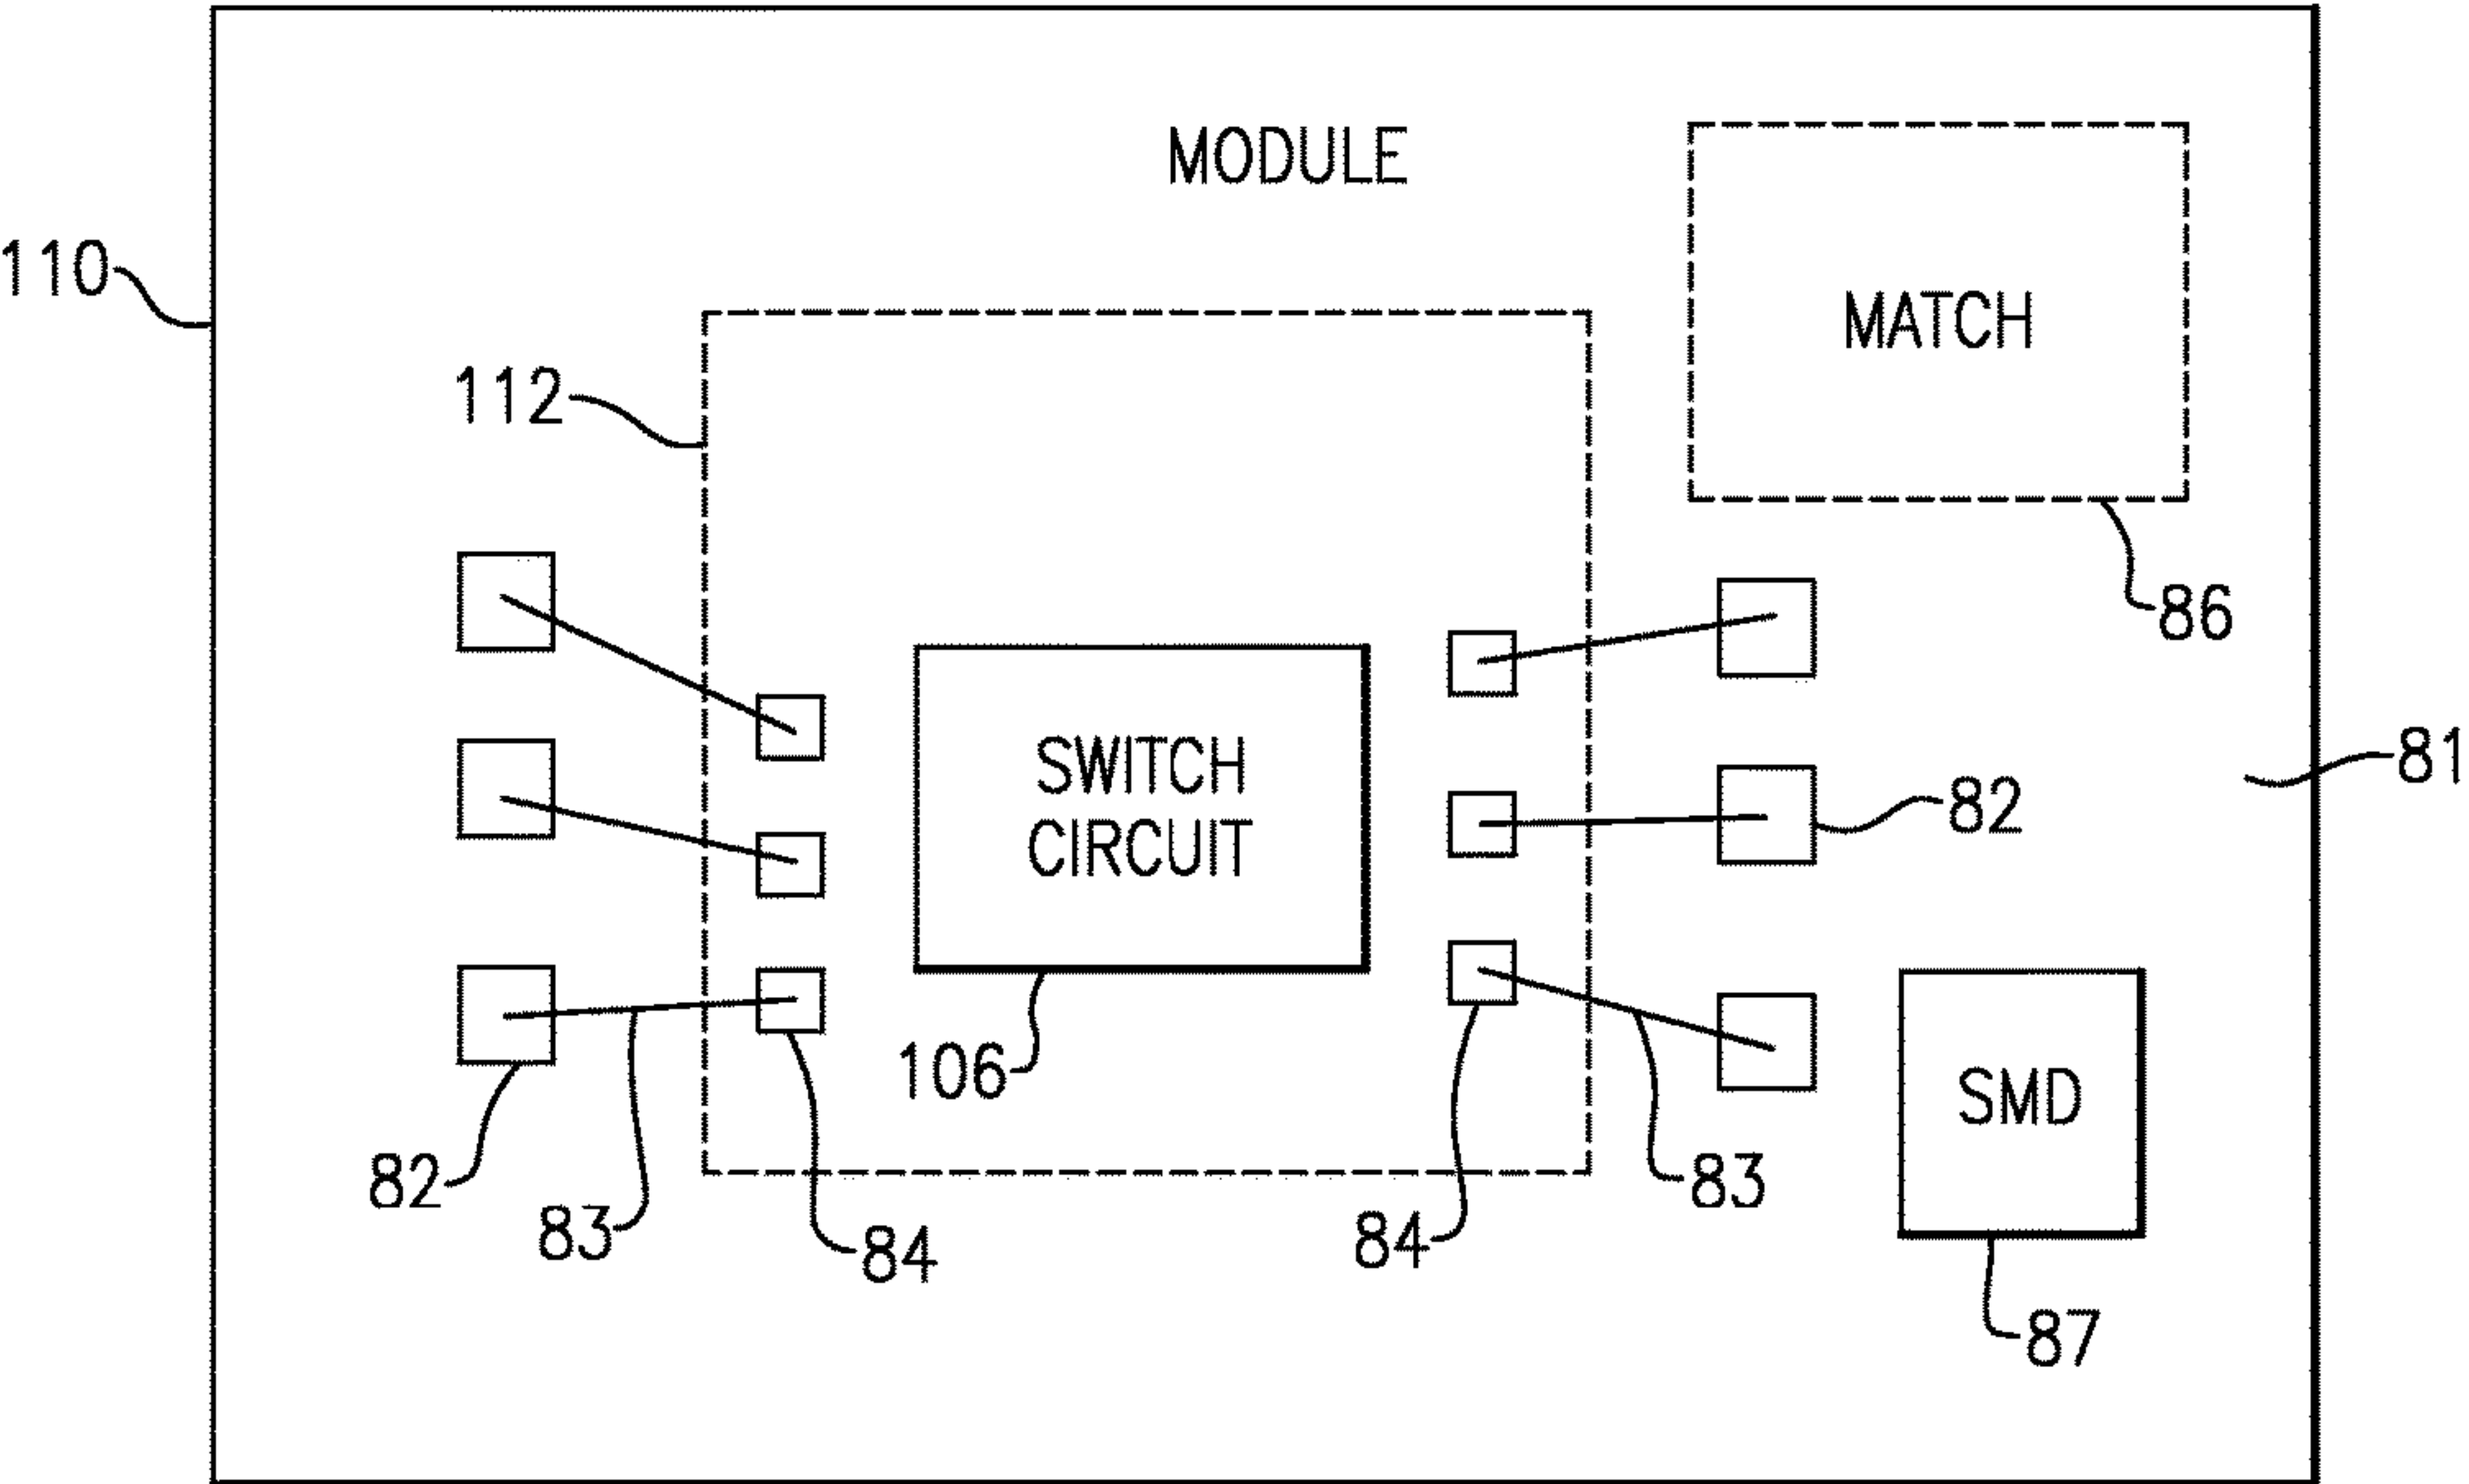 MODULE
MATCH
110
112
86
SWITCH
CIRCUIT
81
82
106
SMD
82
83
84
84
83
87